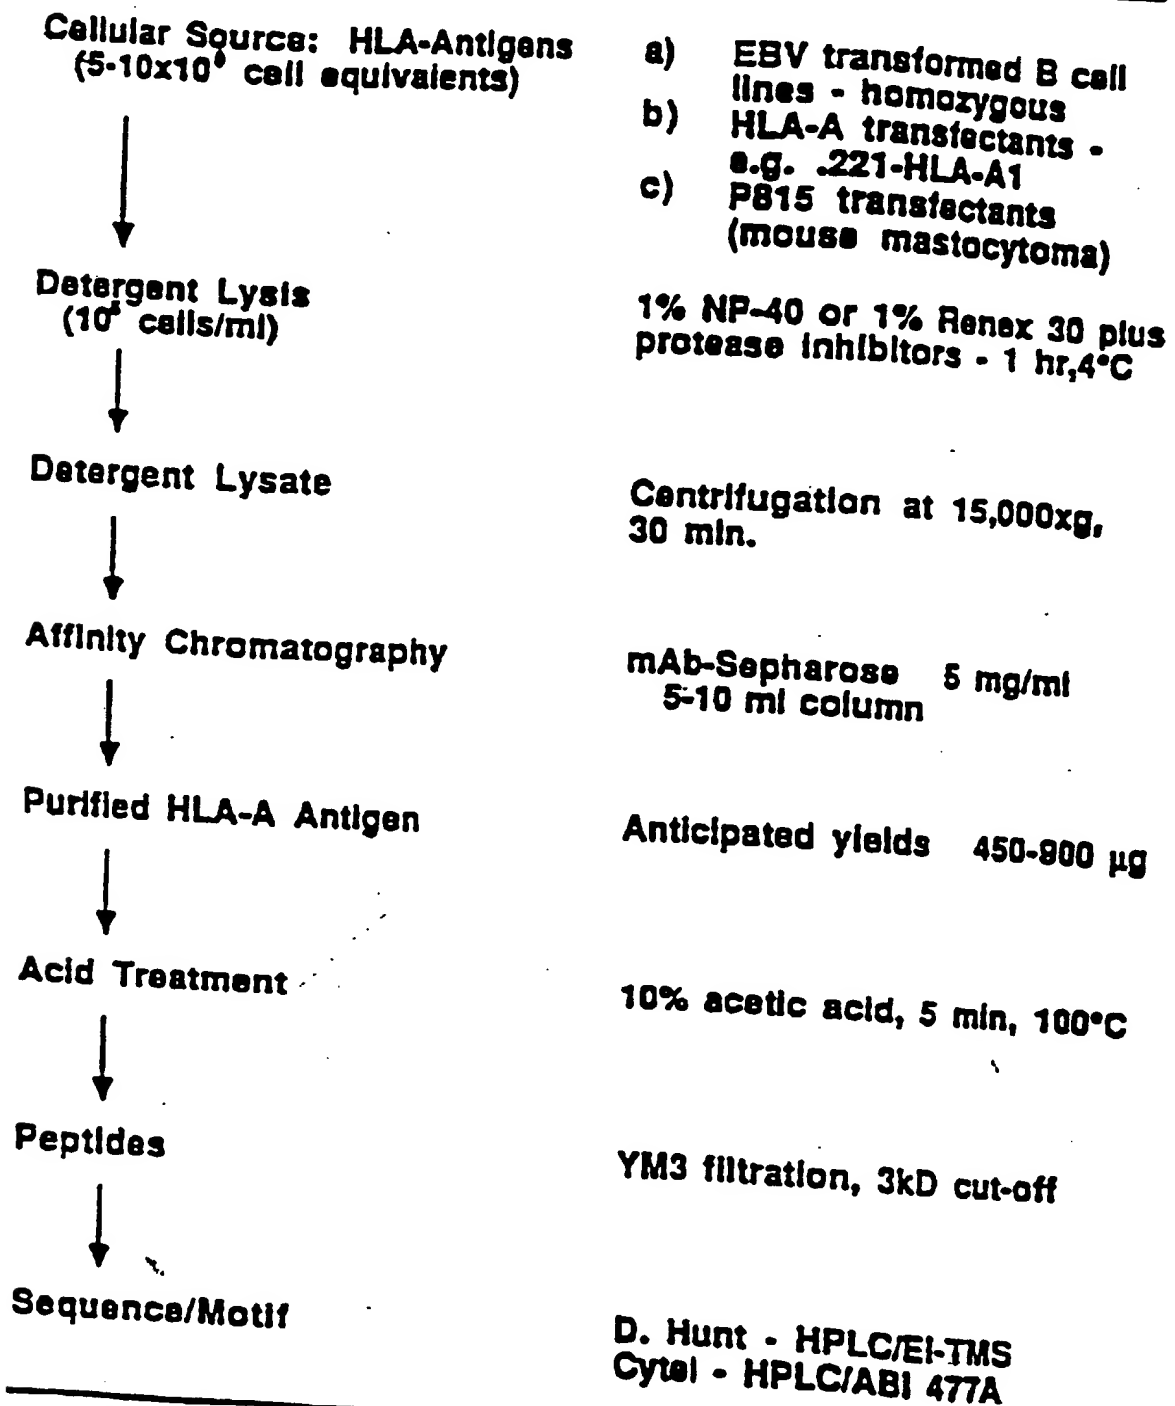 Cellular Source: HLA-Antigens
(5-10x10⁹ cell equivalents)
a) EBV transformed B cell
lines - homozygous
b) HLA-A transfectants -
e.g. .221-HLA-A1
c) P815 transfectants
(mouse mastocytoma)
Detergent Lysis
(10⁸ cells/ml)
1% NP-40 or 1% Renex 30 plus
protease inhibitors - 1 hr,4°C
Detergent Lysate
Centrifugation at 15,000xg,
30 min.
Affinity Chromatography
mAb-Sepharose 5 mg/ml
5-10 ml column
Purified HLA-A Antigen
Anticipated yields 450-900 µg
Acid Treatment
10% acetic acid, 5 min, 100°C
Peptides
YM3 filtration, 3kD cut-off
Sequence/Motif
D. Hunt - HPLC/EI-TMS
Cytel - HPLC/ABI 477A